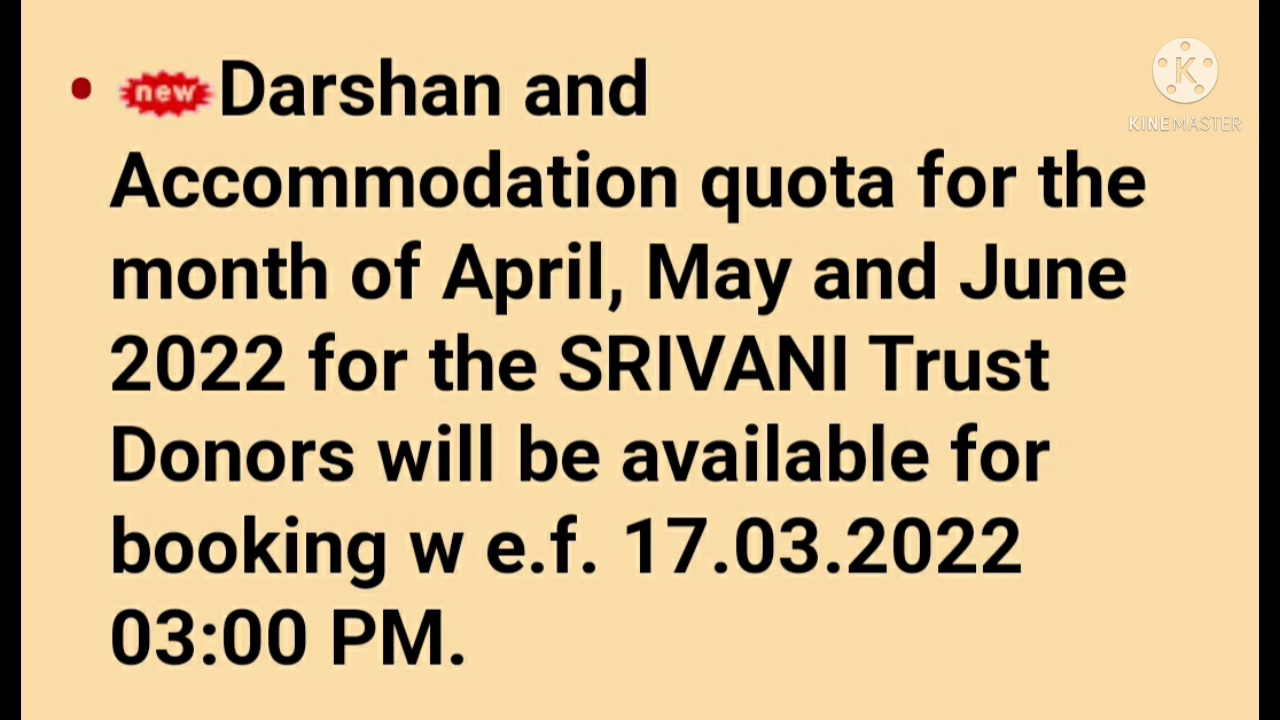 • new Darshan and
Accommodation quota for the
month of April, May and June
2022 for the SRIVANI Trust
Donors will be available for
booking w e.f. 17.03.2022
03:00 PM.
K
KINEMASTER